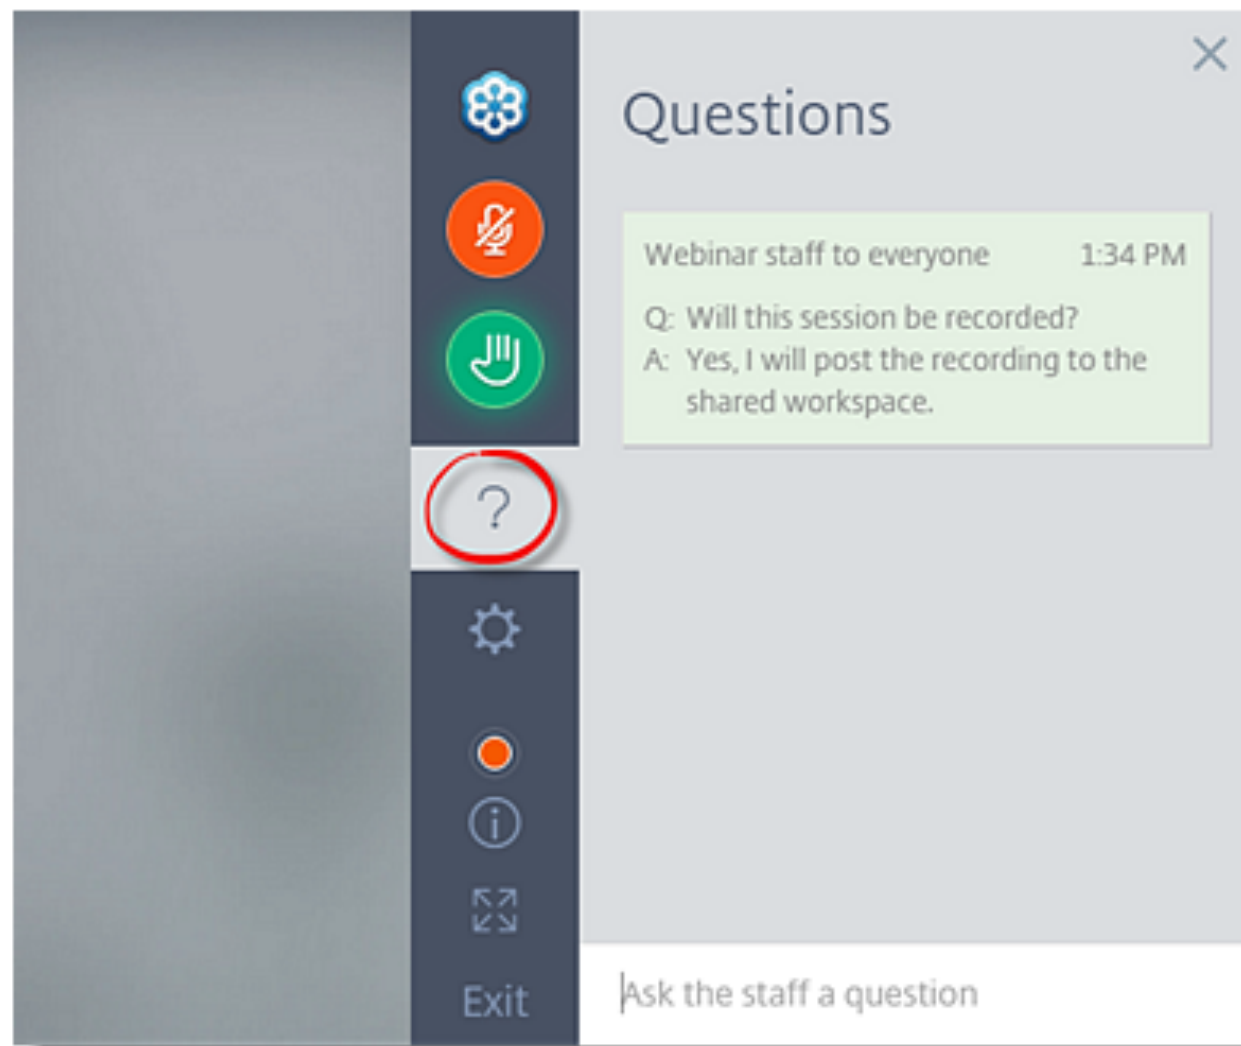 Questions
Webinar staff to everyone 1:34 PM
Q: Will this session be recorded?
A: Yes, I will post the recording to the
shared workspace.
?
i
Exit
Ask the staff a question